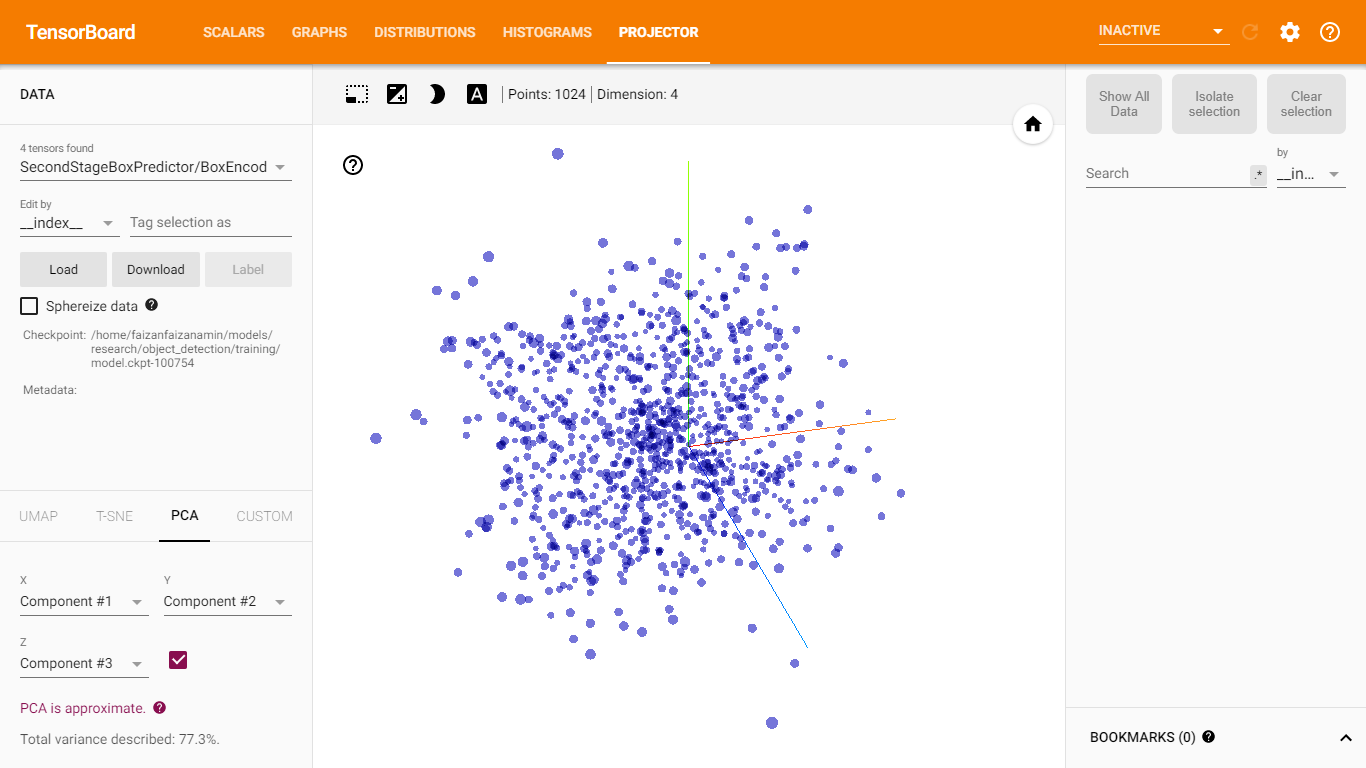 TensorBoard
SCALARS
GRAPHS
DISTRIBUTIONS
HISTOGRAMS
PROJECTOR
INACTIVE
DATA
4 tensors found
SecondStageBoxPredictor/BoxEncod
Edit by
__index__
Tag selection as
Load
Download
Label
Sphereize data
Checkpoint: /home/faizanfaizanamin/models/
research/object_detection/training/
model.ckpt-100754
Metadata:
UMAP
T-SNE
PCA
CUSTOM
X
Component #1
Y
Component #2
Z
Component #3
PCA is approximate.
Total variance described: 77.3%.
A
Points: 1024
Dimension: 4
Show All
Data
Isolate
selection
Clear
selection
Search
.*
by
__in...
BOOKMARKS (0)